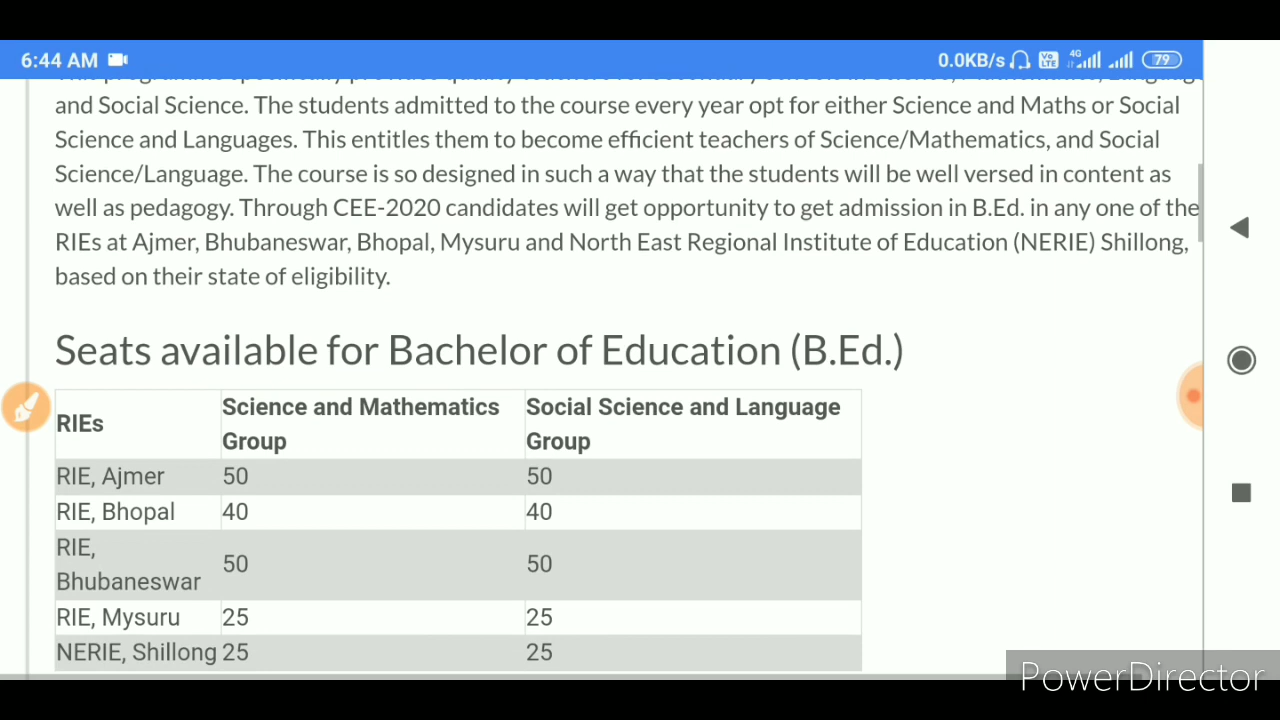 6:44 AM
0.0KB/s 4G 79
and Social Science. The students admitted to the course every year opt for either Science and Maths or Social
Science and Languages. This entitles them to become efficient teachers of Science/Mathematics, and Social
Science/Language. The course is so designed in such a way that the students will be well versed in content as
well as pedagogy. Through CEE-2020 candidates will get opportunity to get admission in B.Ed. in any one of the
RIEs at Ajmer, Bhubaneswar, Bhopal, Mysuru and North East Regional Institute of Education (NERIE) Shillong,
based on their state of eligibility.
Seats available for Bachelor of Education (B.Ed.)
RIEs
Science and Mathematics
Group
Social Science and Language
Group
RIE, Ajmer 50 50
RIE, Bhopal 40 40
RIE,
Bhubaneswar
50 50
RIE, Mysuru 25 25
NERIE, Shillong 25 25
PowerDirector